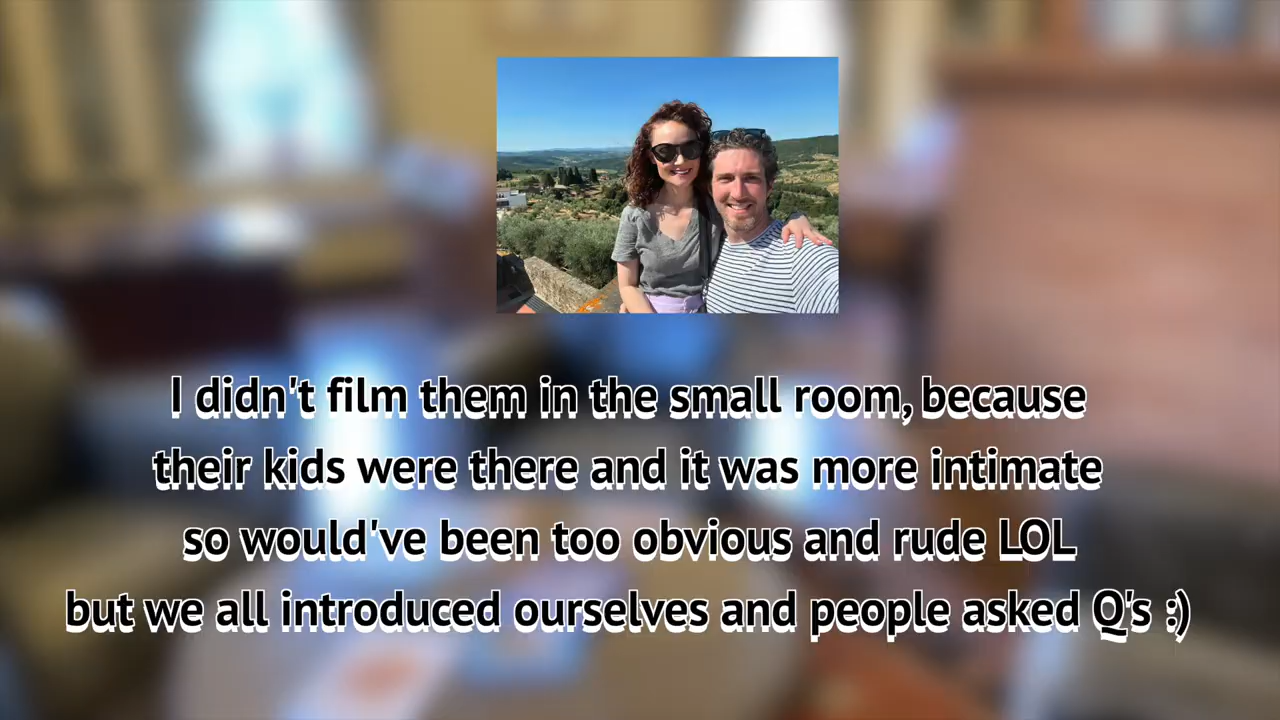 I didn't film them in the small room, because
their kids were there and it was more intimate
so would've been too obvious and rude LOL
but we all introduced ourselves and people asked Q's :)